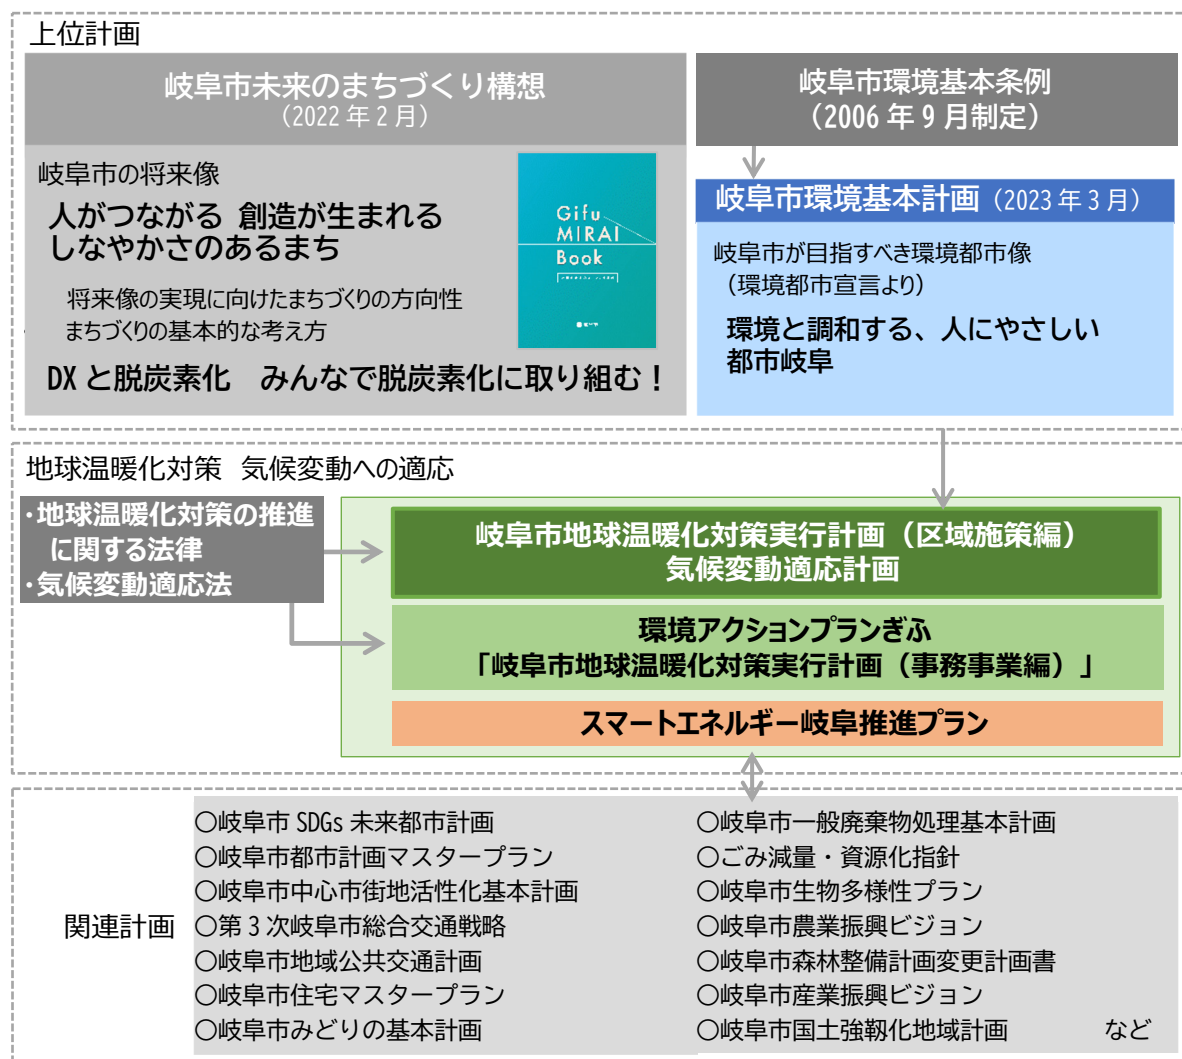 上位計画
岐阜市未来のまちづくり構想
（2022年2月）
岐阜市の将来像
人がつながる 創造が生まれる
しなやかさのあるまち
将来像の実現に向けたまちづくりの方向性
まちづくりの基本的な考え方
DXと脱炭素化　みんなで脱炭素化に取り組む！
Gifu
MIRAI
Book
岐阜市環境基本条例
（2006年9月制定）
岐阜市環境基本計画（2023年3月）
岐阜市が目指すべき環境都市像
（環境都市宣言より）
環境と調和する、人にやさしい
都市岐阜
地球温暖化対策　気候変動への適応
・地球温暖化対策の推進
に関する法律
・気候変動適応法
岐阜市地球温暖化対策実行計画（区域施策編）
気候変動適応計画
環境アクションプランぎふ
「岐阜市地球温暖化対策実行計画（事務事業編）」
スマートエネルギー岐阜推進プラン
関連計画
○岐阜市 SDGs 未来都市計画
○岐阜市都市計画マスタープラン
○岐阜市中心市街地活性化基本計画
○第3次岐阜市総合交通戦略
○岐阜市地域公共交通計画
○岐阜市住宅マスタープラン
○岐阜市みどりの基本計画
○岐阜市一般廃棄物処理基本計画
○ごみ減量・資源化指針
○岐阜市生物多様性プラン
○岐阜市農業振興ビジョン
○岐阜市森林整備計画変更計画書
○岐阜市産業振興ビジョン
○岐阜市国土強靱化地域計画　　　など